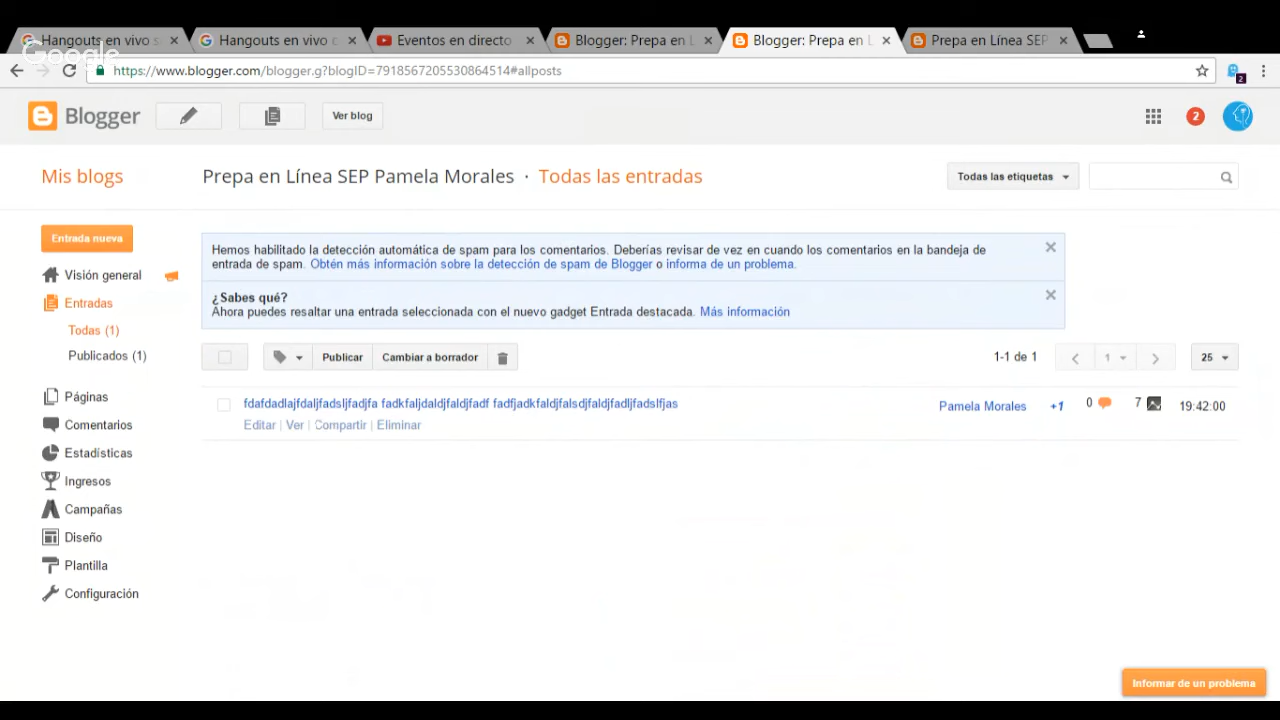 Hangouts en vivo s
Hangouts en vivo c
Eventos en directo
Blogger: Prepa en L
Blogger: Prepa en L
Prepa en Línea SEP
Google
https://www.blogger.com/blogger.g?blogID=7918567205530864514#allposts
2
Blogger
Ver blog
2
Mis blogs
Prepa en Línea SEP Pamela Morales · Todas las entradas
Todas las etiquetas
Entrada nueva
Visión general
Entradas
Todas (1)
Publicados (1)
Páginas
Comentarios
Estadísticas
Ingresos
Campañas
Diseño
Plantilla
Configuración
Hemos habilitado la detección automática de spam para los comentarios. Deberías revisar de vez en cuando los comentarios en la bandeja de
entrada de spam. Obtén más información sobre la detección de spam de Blogger o informa de un problema.
¿Sabes qué?
Ahora puedes resaltar una entrada seleccionada con el nuevo gadget Entrada destacada. Más información
Publicar
Cambiar a borrador
1-1 de 1
1
25
fdafdadlajfdaljfadsljfadjfa fadkfaljdaldjfaldjfadf fadfjadkfaldjfalsdjfaldjfadljfadslfjas
Pamela Morales
+1
0
7
19:42:00
Editar | Ver | Compartir | Eliminar
Informar de un problema